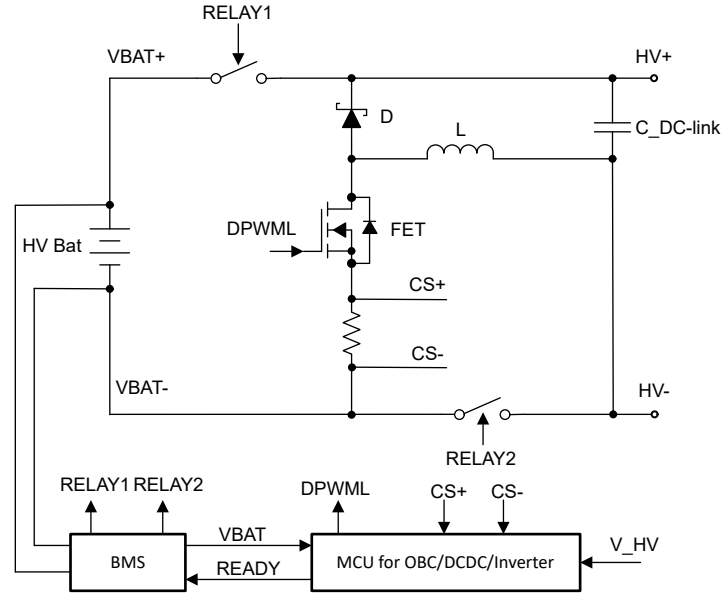 RELAY1
VBAT+
HV+
D
L
C_DC-link
DPWML
FET
HV Bat
CS+
CS-
VBAT-
HV-
RELAY2
RELAY1 RELAY2
DPWML
CS+ CS-
VBAT
V_HV
BMS
MCU for OBC/DCDC/Inverter
READY